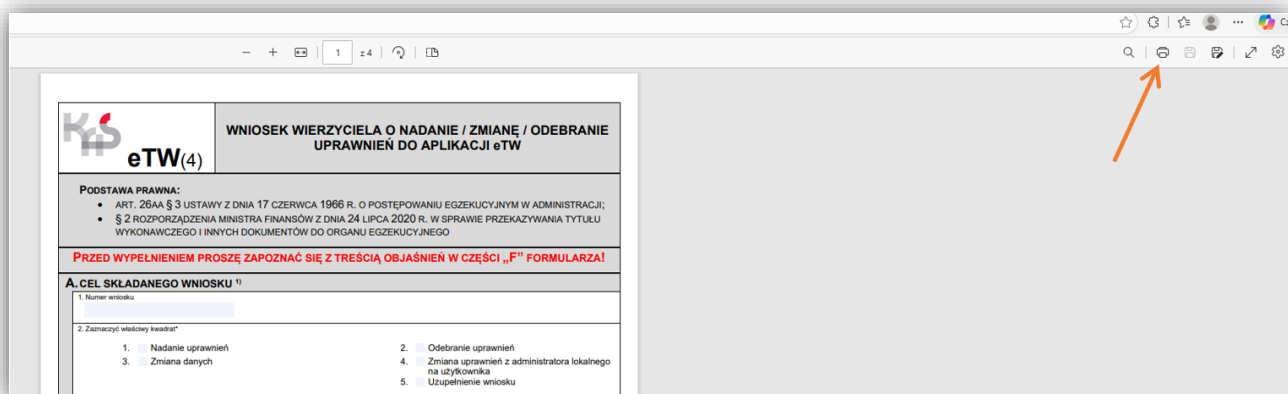 1 z 4
KAS
eTW(4)
WNIOSEK WIERZYCIELA O NADANIE / ZMIANĘ / ODEBRANIE
UPRAWNIEŃ DO APLIKACJI eTW
PODSTAWA PRAWNA:
• ART. 26AA § 3 USTAWY Z DNIA 17 CZERWCA 1966 R. O POSTĘPOWANIU EGZEKUCYJNYM W ADMINISTRACJI;
• § 2 ROZPORZĄDZENIA MINISTRA FINANSÓW Z DNIA 24 LIPCA 2020 R. W SPRAWIE PRZEKAZYWANIA TYTUŁU
WYKONAWCZEGO I INNYCH DOKUMENTÓW DO ORGANU EGZEKUCYJNEGO
PRZED WYPEŁNIENIEM PROSZĘ ZAPOZNAĆ SIĘ Z TREŚCIĄ OBJAŚNIEŃ W CZĘŚCI „F” FORMULARZA!
A. CEL SKŁADANEGO WNIOSKU 1)
1. Numer wniosku
2. Zaznaczyć właściwy kwadrat*
1. Nadanie uprawnień
2. Odebranie uprawnień
3. Zmiana danych
4. Zmiana uprawnień z administratora lokalnego
na użytkownika
5. Uzupełnienie wniosku